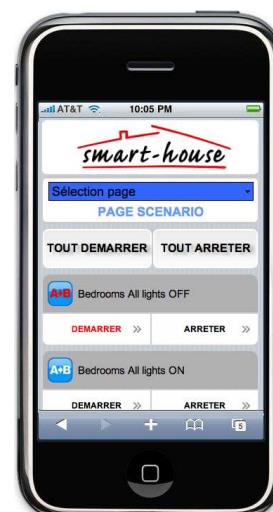 AT&T 10:05 PM
smart-house
Sélection page
PAGE SCENARIO
TOUT DEMARRER TOUT ARRETER
A+B Bedrooms All lights OFF
DEMARRER >> ARRETER >>
A+B Bedrooms All lights ON
DEMARRER >> ARRETER >>
5